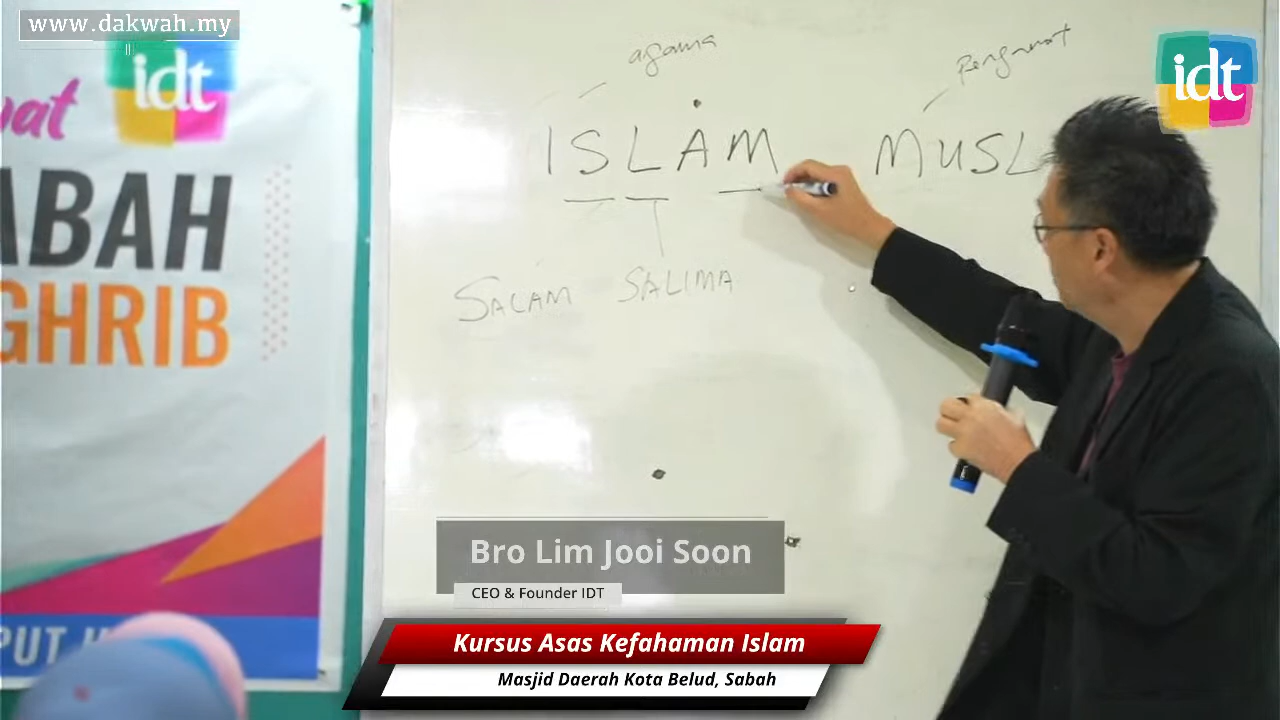 www.dakwah.my
idt
idt
ABAH
GHRIB
agama
Penganut
ISLAM
MUSL
SALAM
SALIMA
Bro Lim Jooi Soon
CEO & Founder IDT
Kursus Asas Kefahaman Islam
Masjid Daerah Kota Belud, Sabah